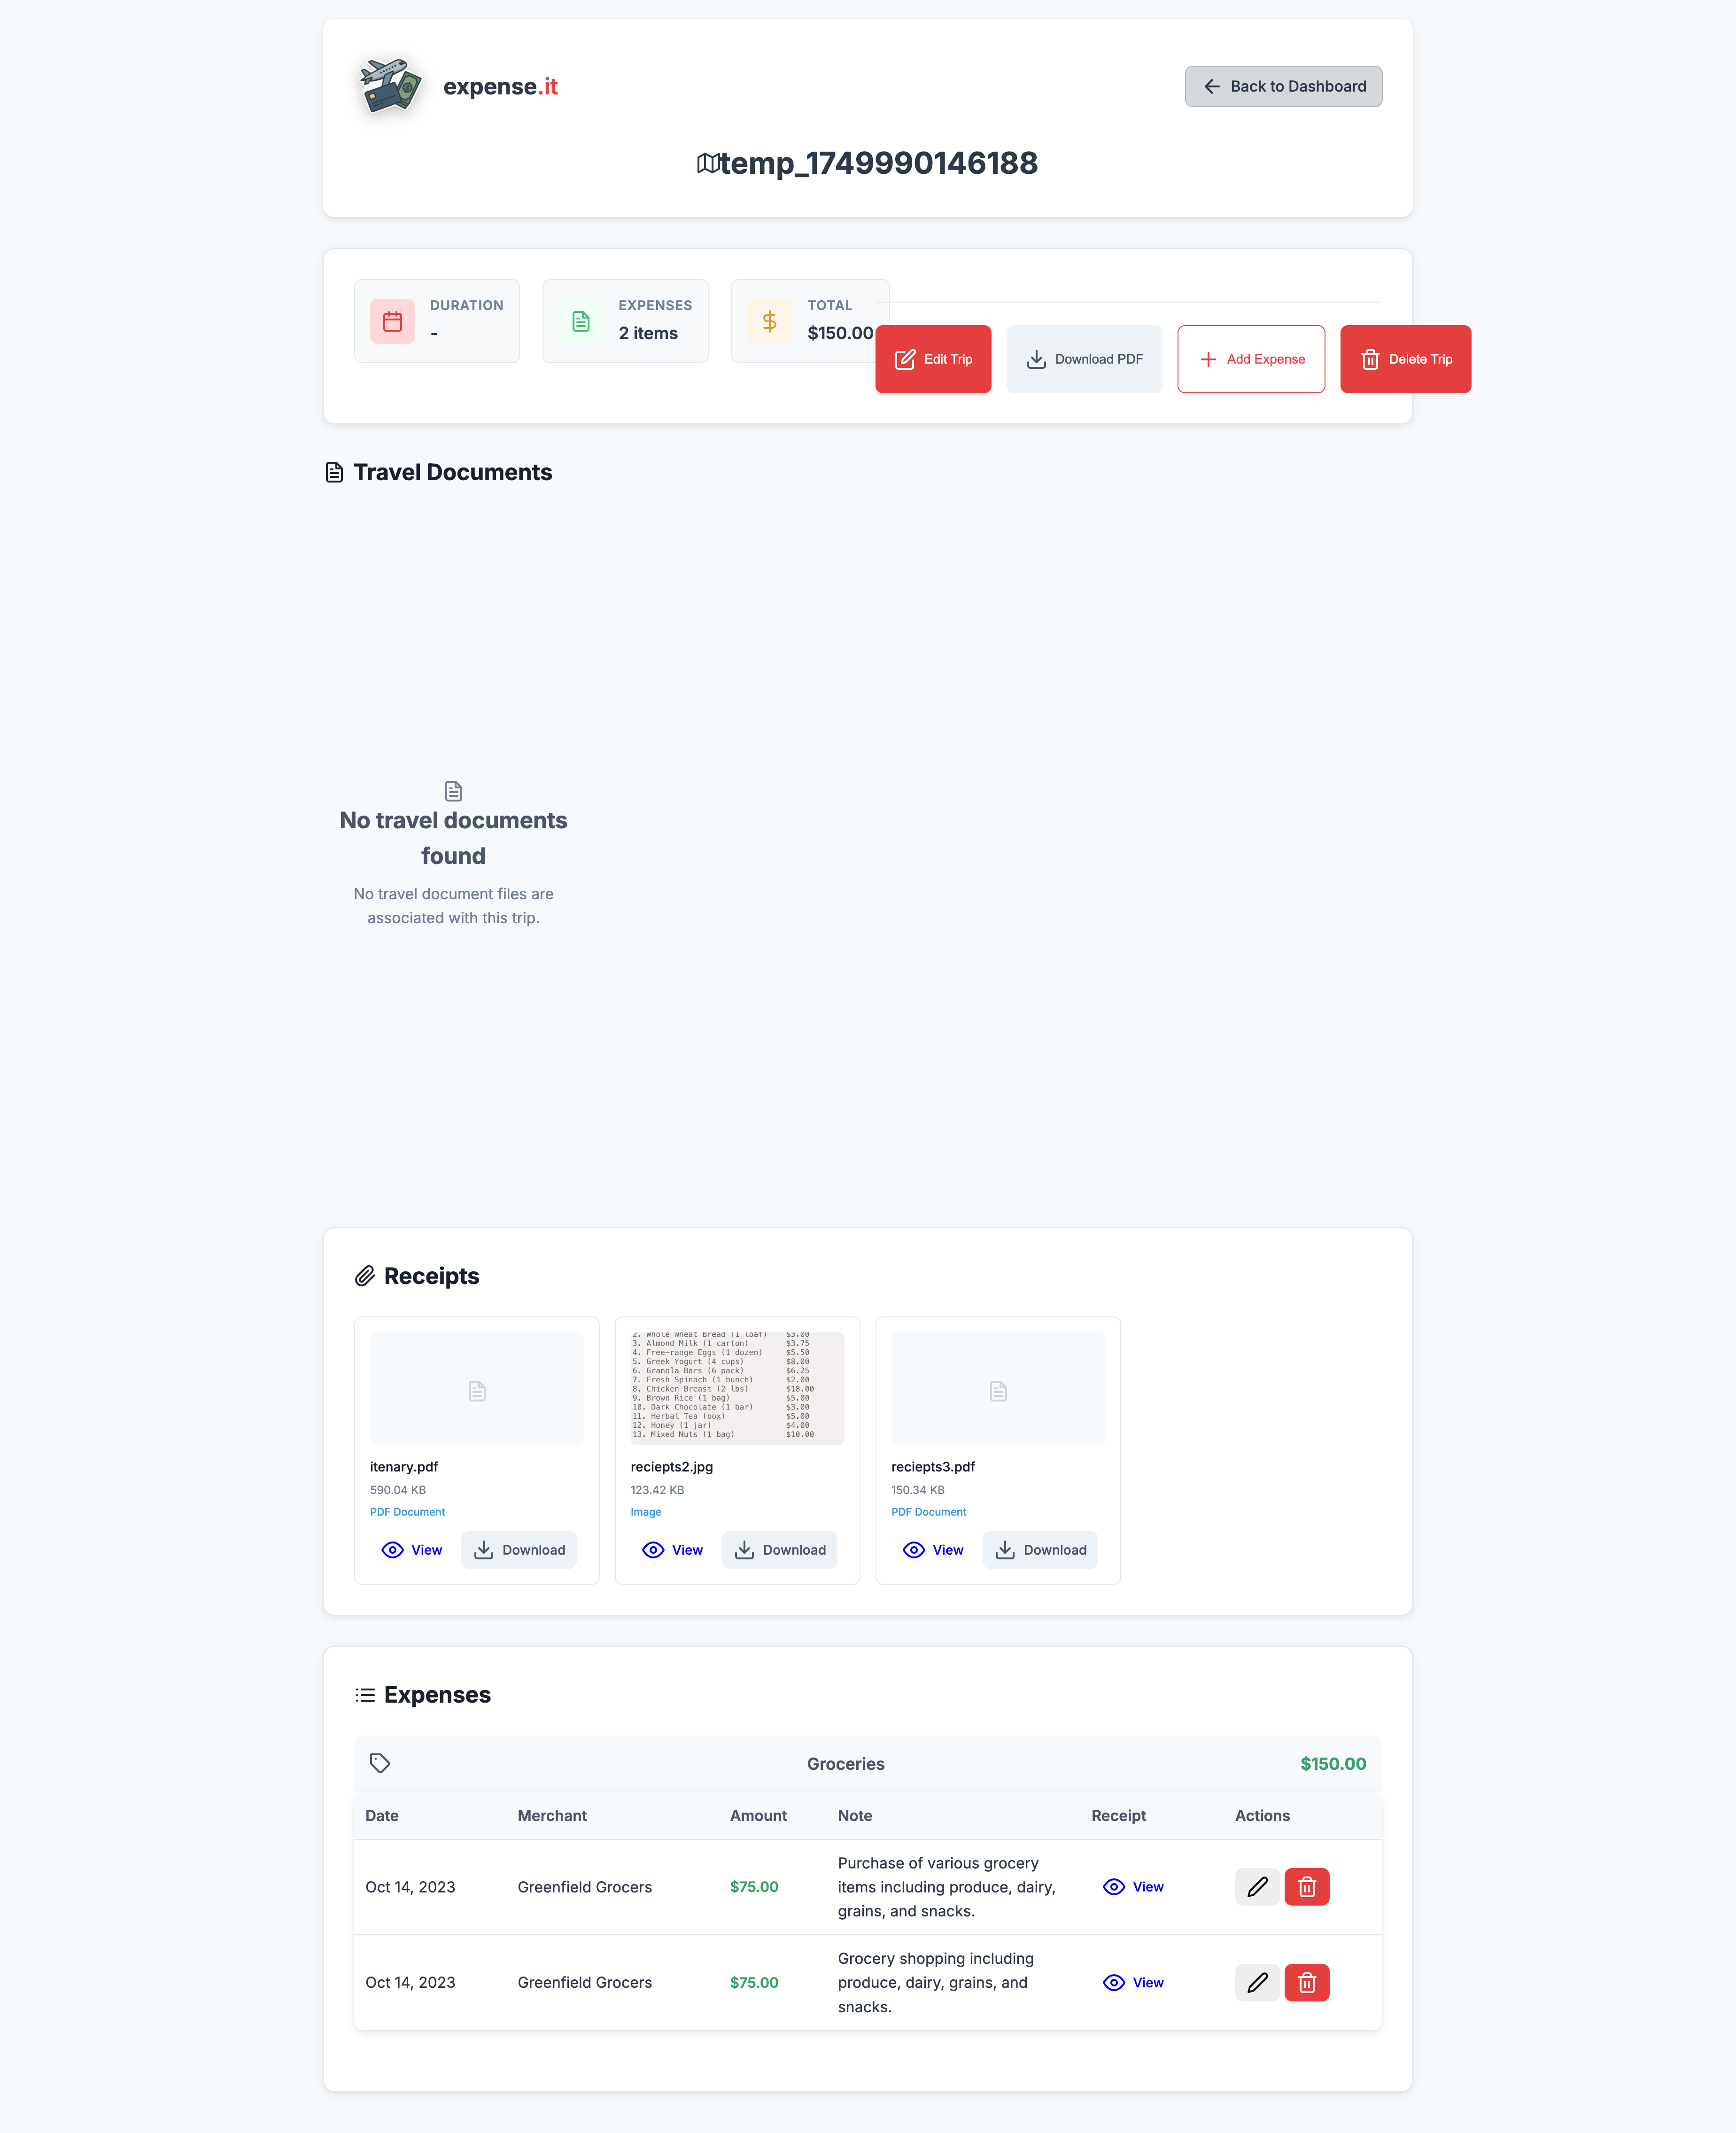 expense.it
Back to Dashboard
temp_1749990146188
DURATION
-
EXPENSES
2 items
TOTAL
$150.00
Edit Trip
Download PDF
Add Expense
Delete Trip
Travel Documents
No travel documents
found
No travel document files are
associated with this trip.
Receipts
itenary.pdf
590.04 KB
PDF Document
View
Download
2. Whole Wheat Bread (1 loaf) $3.00
3. Almond Milk (1 carton) $3.75
4. Free-range Eggs (1 dozen) $5.50
5. Greek Yogurt (4 cups) $8.00
6. Granola Bars (6 pack) $6.25
7. Fresh Spinach (1 bunch) $2.00
8. Chicken Breast (2 lbs) $18.00
9. Brown Rice (1 bag) $5.00
10. Dark Chocolate (1 bar) $3.00
11. Herbal Tea (box) $5.00
12. Honey (1 jar) $4.00
13. Mixed Nuts (1 bag) $10.00
reciepts2.jpg
123.42 KB
Image
View
Download
reciepts3.pdf
150.34 KB
PDF Document
View
Download
Expenses
Groceries $150.00
Date Merchant Amount Note Receipt Actions
Oct 14, 2023 Greenfield Grocers $75.00
Purchase of various grocery
items including produce, dairy,
grains, and snacks.
View
Oct 14, 2023 Greenfield Grocers $75.00
Grocery shopping including
produce, dairy, grains, and
snacks.
View